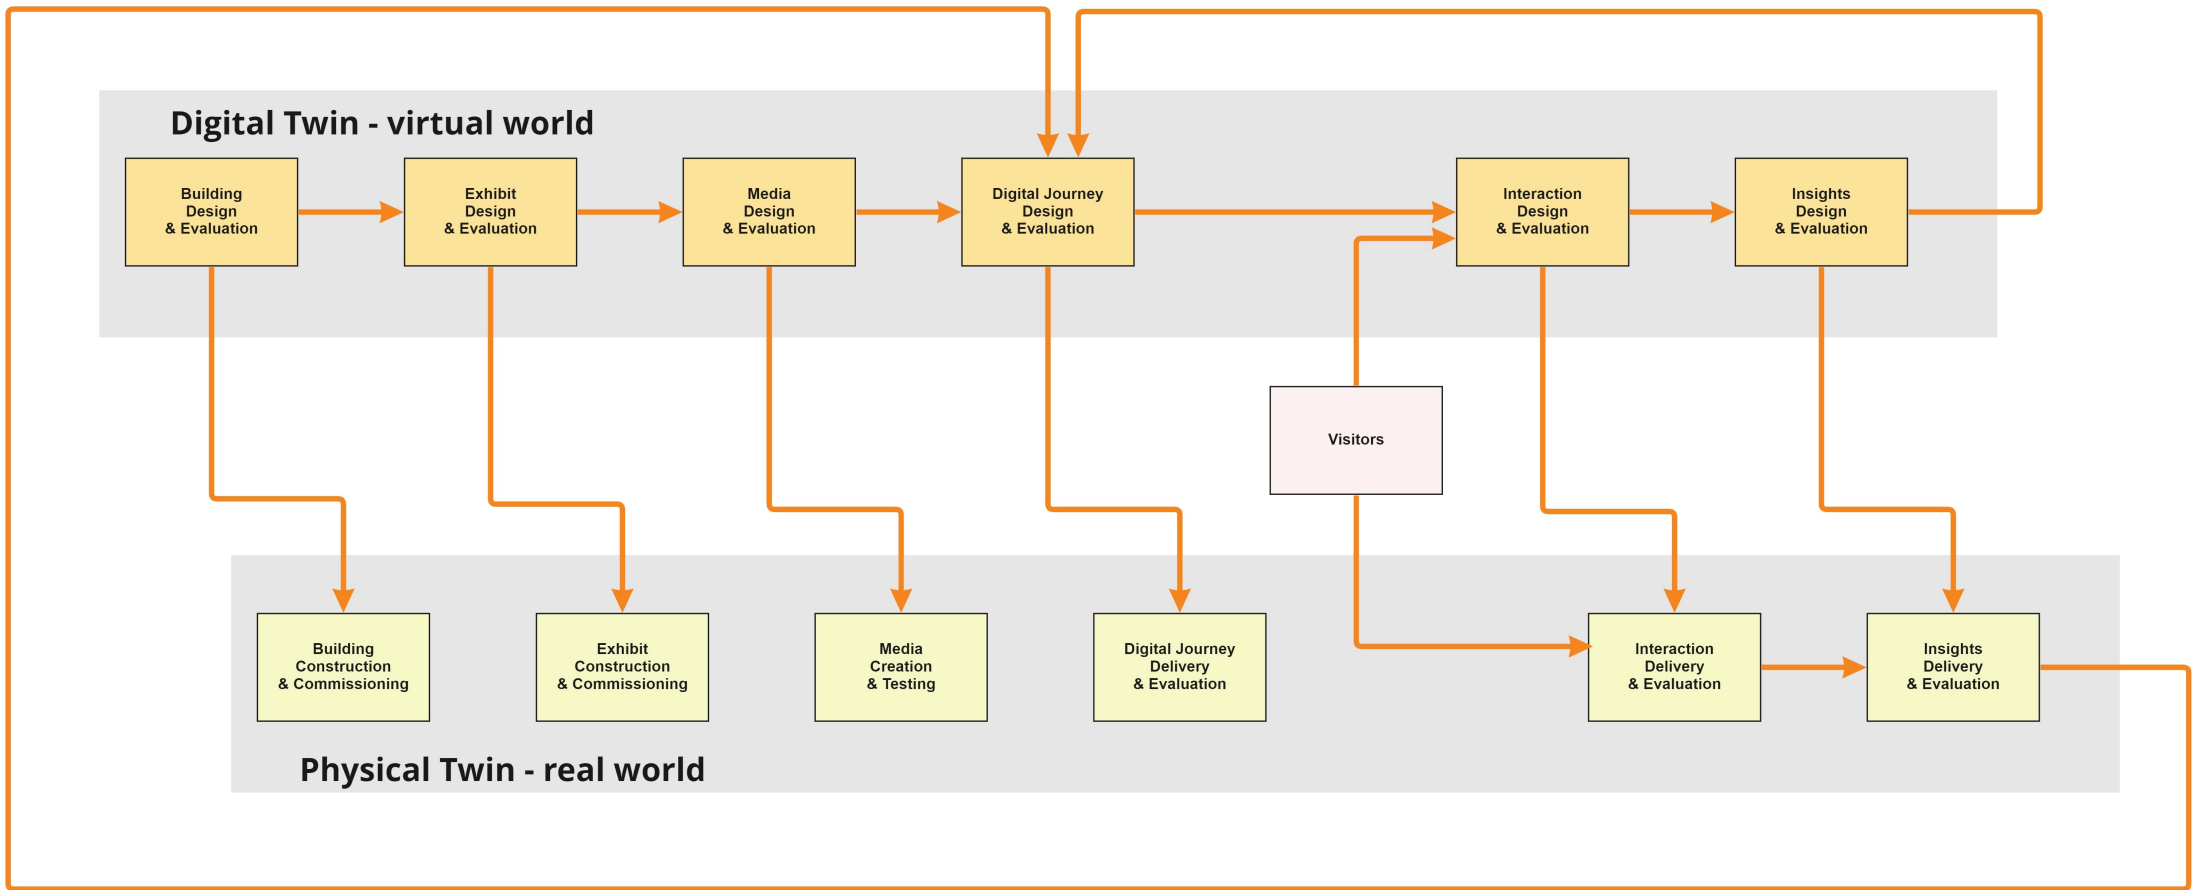 Digital Twin - virtual world
Building
Design
& Evaluation
Exhibit
Design
& Evaluation
Media
Design
& Evaluation
Digital Journey
Design
& Evaluation
Interaction
Design
& Evaluation
Insights
Design
& Evaluation
Visitors
Building
Construction
& Commissioning
Exhibit
Construction
& Commissioning
Media
Creation
& Testing
Digital Journey
Delivery
& Evaluation
Interaction
Delivery
& Evaluation
Insights
Delivery
& Evaluation
Physical Twin - real world